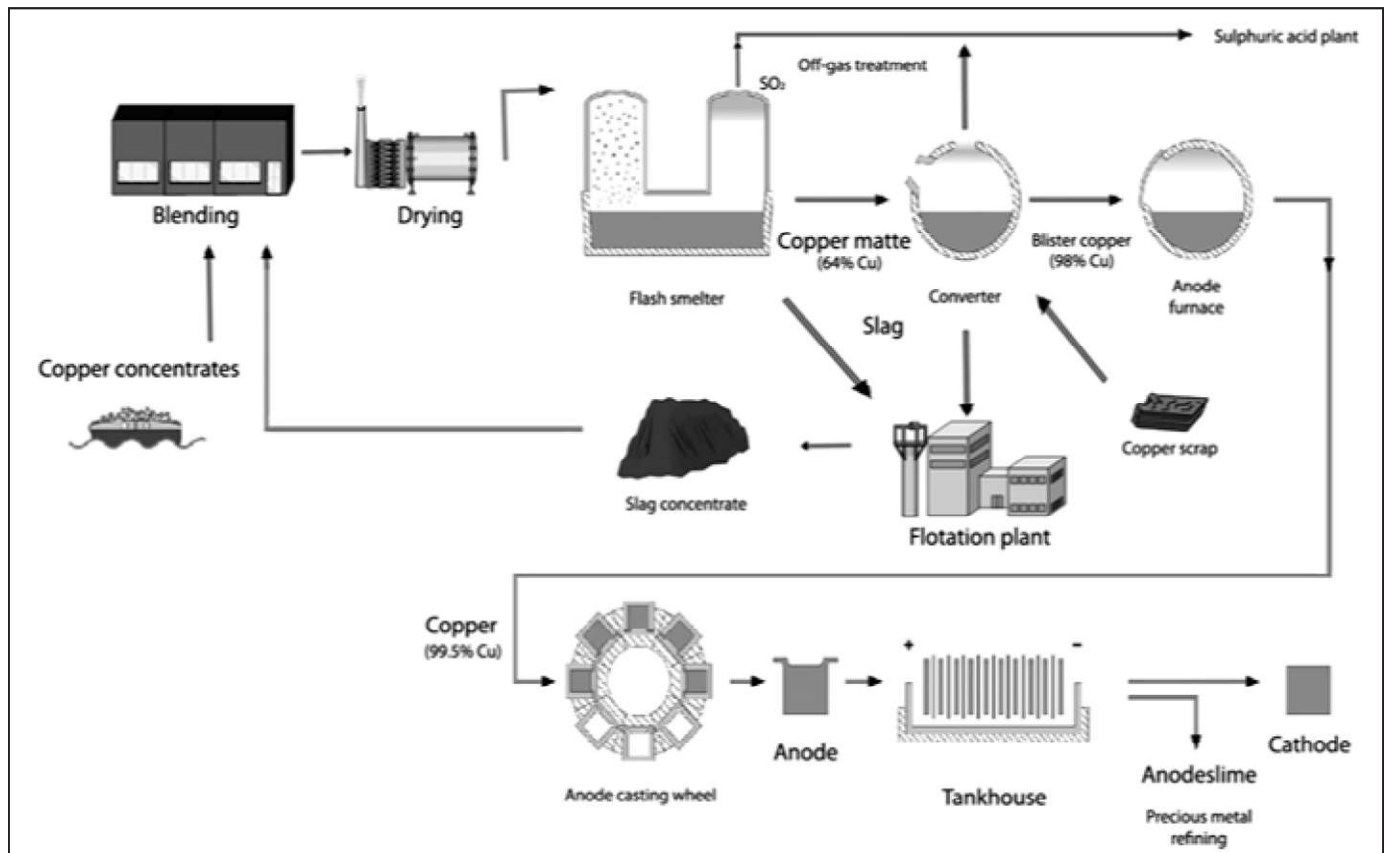 Sulphuric acid plant
Off-gas treatment
SO₂
Blending
Drying
Copper matte
(64% Cu)
Blister copper
(98% Cu)
Flash smelter
Converter
Anode
furnace
Slag
Copper concentrates
Copper scrap
Slag concentrate
Flotation plant
Copper
(99.5% Cu)
+
-
Anode
Cathode
Anodeslime
Anode casting wheel
Tankhouse
Precious metal
refining